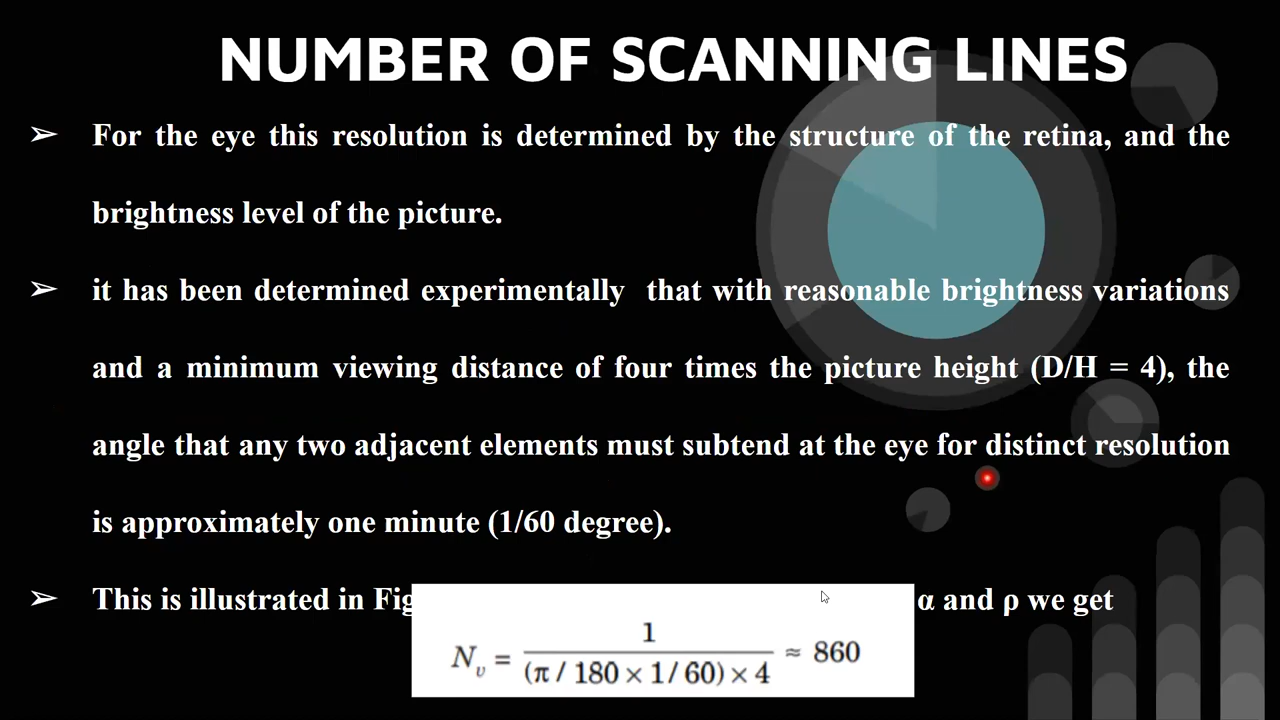 NUMBER OF SCANNING LINES
➢ For the eye this resolution is determined by the structure of the retina, and the
brightness level of the picture.
➢ it has been determined experimentally that with reasonable brightness variations
and a minimum viewing distance of four times the picture height (D/H = 4), the
angle that any two adjacent elements must subtend at the eye for distinct resolution
is approximately one minute (1/60 degree).
➢ This is illustrated in Fig α and ρ we get
Nᵥ = 1 / ((π / 180 × 1 / 60) × 4) ≈ 860